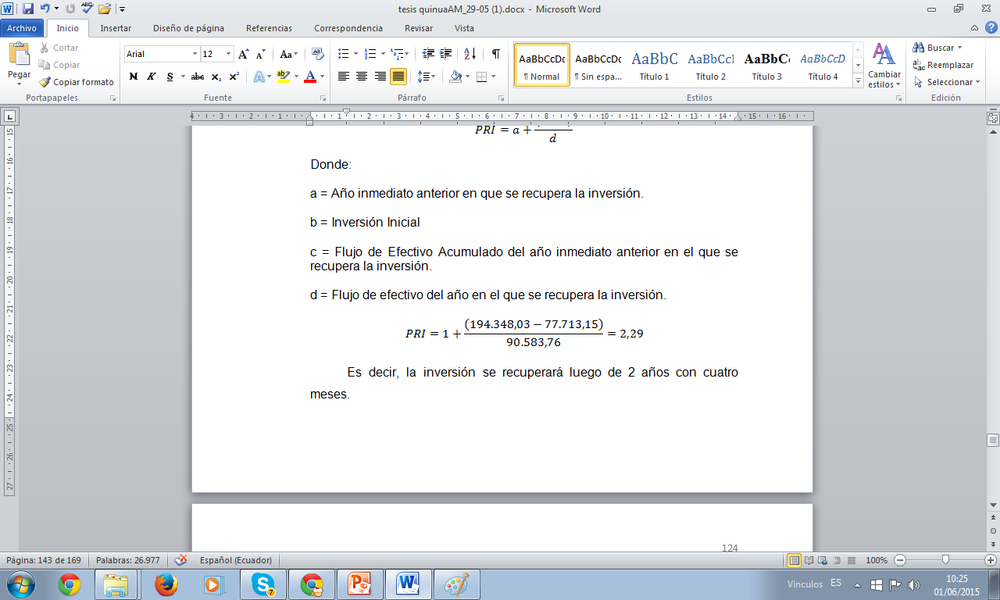 tesis quinuaAM_29-05 (1).docx - Microsoft Word
Archivo Inicio Insertar Diseño de página Referencias Correspondencia Revisar Vista
Pegar
Cortar
Copiar
Copiar formato
Portapapeles
Arial 12
N K S abc x₂ x²
Fuente
Párrafo
AaBbCcDc AaBbCcDc AaBbC AaBbCcI AaBbCc AaBbCcD
¶ Normal ¶ Sin espa... Título 1 Título 2 Título 3 Título 4
Estilos
Cambiar estilos
Buscar
Reemplazar
Seleccionar
Edición
PRI = a + d
Donde:
a = Año inmediato anterior en que se recupera la inversión.
b = Inversión Inicial
c = Flujo de Efectivo Acumulado del año inmediato anterior en el que se
recupera la inversión.
d = Flujo de efectivo del año en el que se recupera la inversión.
PRI = 1 + (194.348,03 − 77.713,15) / 90.583,76 = 2,29
Es decir, la inversión se recuperará luego de 2 años con cuatro
meses.
124
Página: 143 de 169 Palabras: 26.977 Español (Ecuador) 100%
Vínculos ES 10:25
01/06/2015